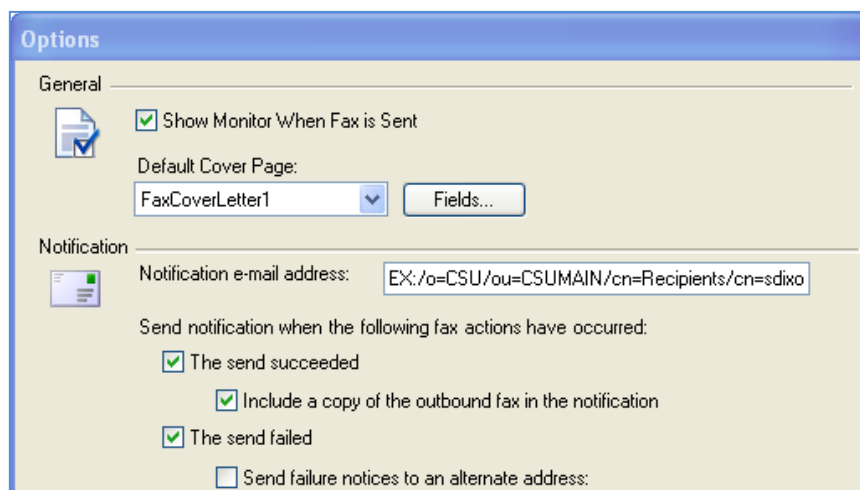 Options
General
Show Monitor When Fax is Sent
Default Cover Page:
FaxCoverLetter1 Fields...
Notification
Notification e-mail address: EX:/o=CSU/ou=CSUMAIN/cn=Recipients/cn=sdixo
Send notification when the following fax actions have occurred:
The send succeeded
Include a copy of the outbound fax in the notification
The send failed
Send failure notices to an alternate address: